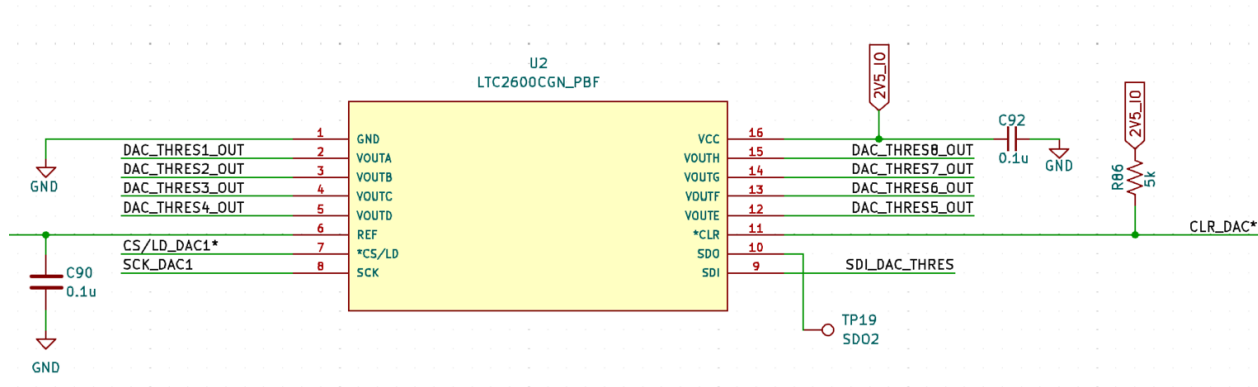 U2
LTC2600CGN_PBF
2V5_IO
2V5_IO
1 GND
VCC 16
C92
0.1u
GND
DAC_THRES1_OUT 2 VOUTA
VOUTH 15 DAC_THRES8_OUT
DAC_THRES2_OUT 3 VOUTB
VOUTG 14 DAC_THRES7_OUT
DAC_THRES3_OUT 4 VOUTC
VOUTF 13 DAC_THRES6_OUT
DAC_THRES4_OUT 5 VOUTD
VOUTE 12 DAC_THRES5_OUT
GND
R86
5k
6 REF
*CLR 11
CLR_DAC*
CS/LD_DAC1* 7 *CS/LD
SDO 10
SCK_DAC1 8 SCK
SDI 9 SDI_DAC_THRES
C90
0.1u
GND
TP19
SDO2